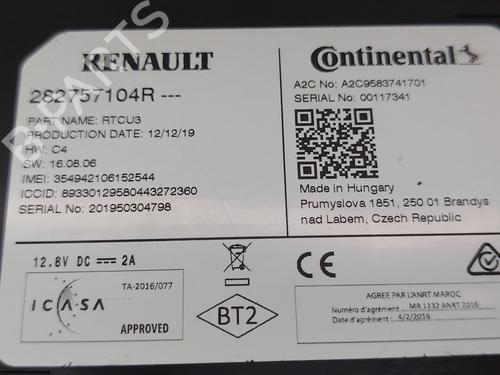 RENAULT
282757104R ---
PART NAME: RTCU3
PRODUCTION DATE: 12/12/19
HW: C4
SW: 16.08.06
IMEI: 354942106152544
ICCID: 89330129580443272360
SERIAL No: 201950304798
Continental
A2C No: A2C9583741701
SERIAL No: 00117341
Made in Hungary
Prumyslova 1851, 250 01 Brandys
nad Labem, Czech Republic
12.8V DC 2A
TA-2016/077
ICASA
APPROVED
BT2
CE
AGREE PAR L'ANRT MAROC
Numéro d'agrément : MR 1132 ANRT 2016
Date d'agrément : 4/2/2016
B-PARTS